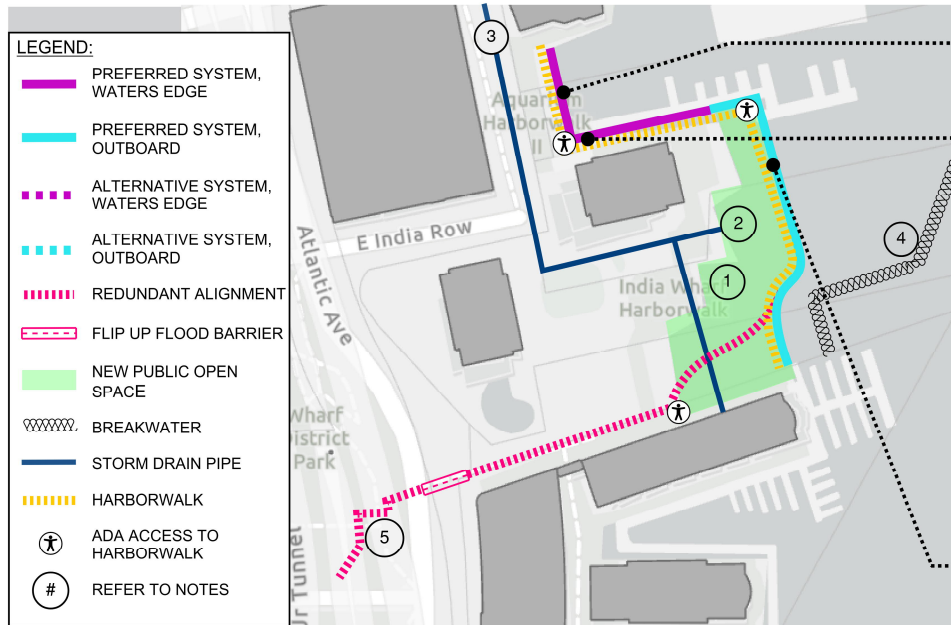 LEGEND:
PREFERRED SYSTEM,
WATERS EDGE
PREFERRED SYSTEM,
OUTBOARD
ALTERNATIVE SYSTEM,
WATERS EDGE
ALTERNATIVE SYSTEM,
OUTBOARD
REDUNDANT ALIGNMENT
FLIP UP FLOOD BARRIER
NEW PUBLIC OPEN
SPACE
BREAKWATER
STORM DRAIN PIPE
HARBORWALK
ADA ACCESS TO
HARBORWALK
#
REFER TO NOTES
3
Aquarium
Harborwalk
II
E India Row
Atlantic Ave
2
4
1
India Wharf
Harborwalk
Wharf
District
Park
5
ur Tunnel